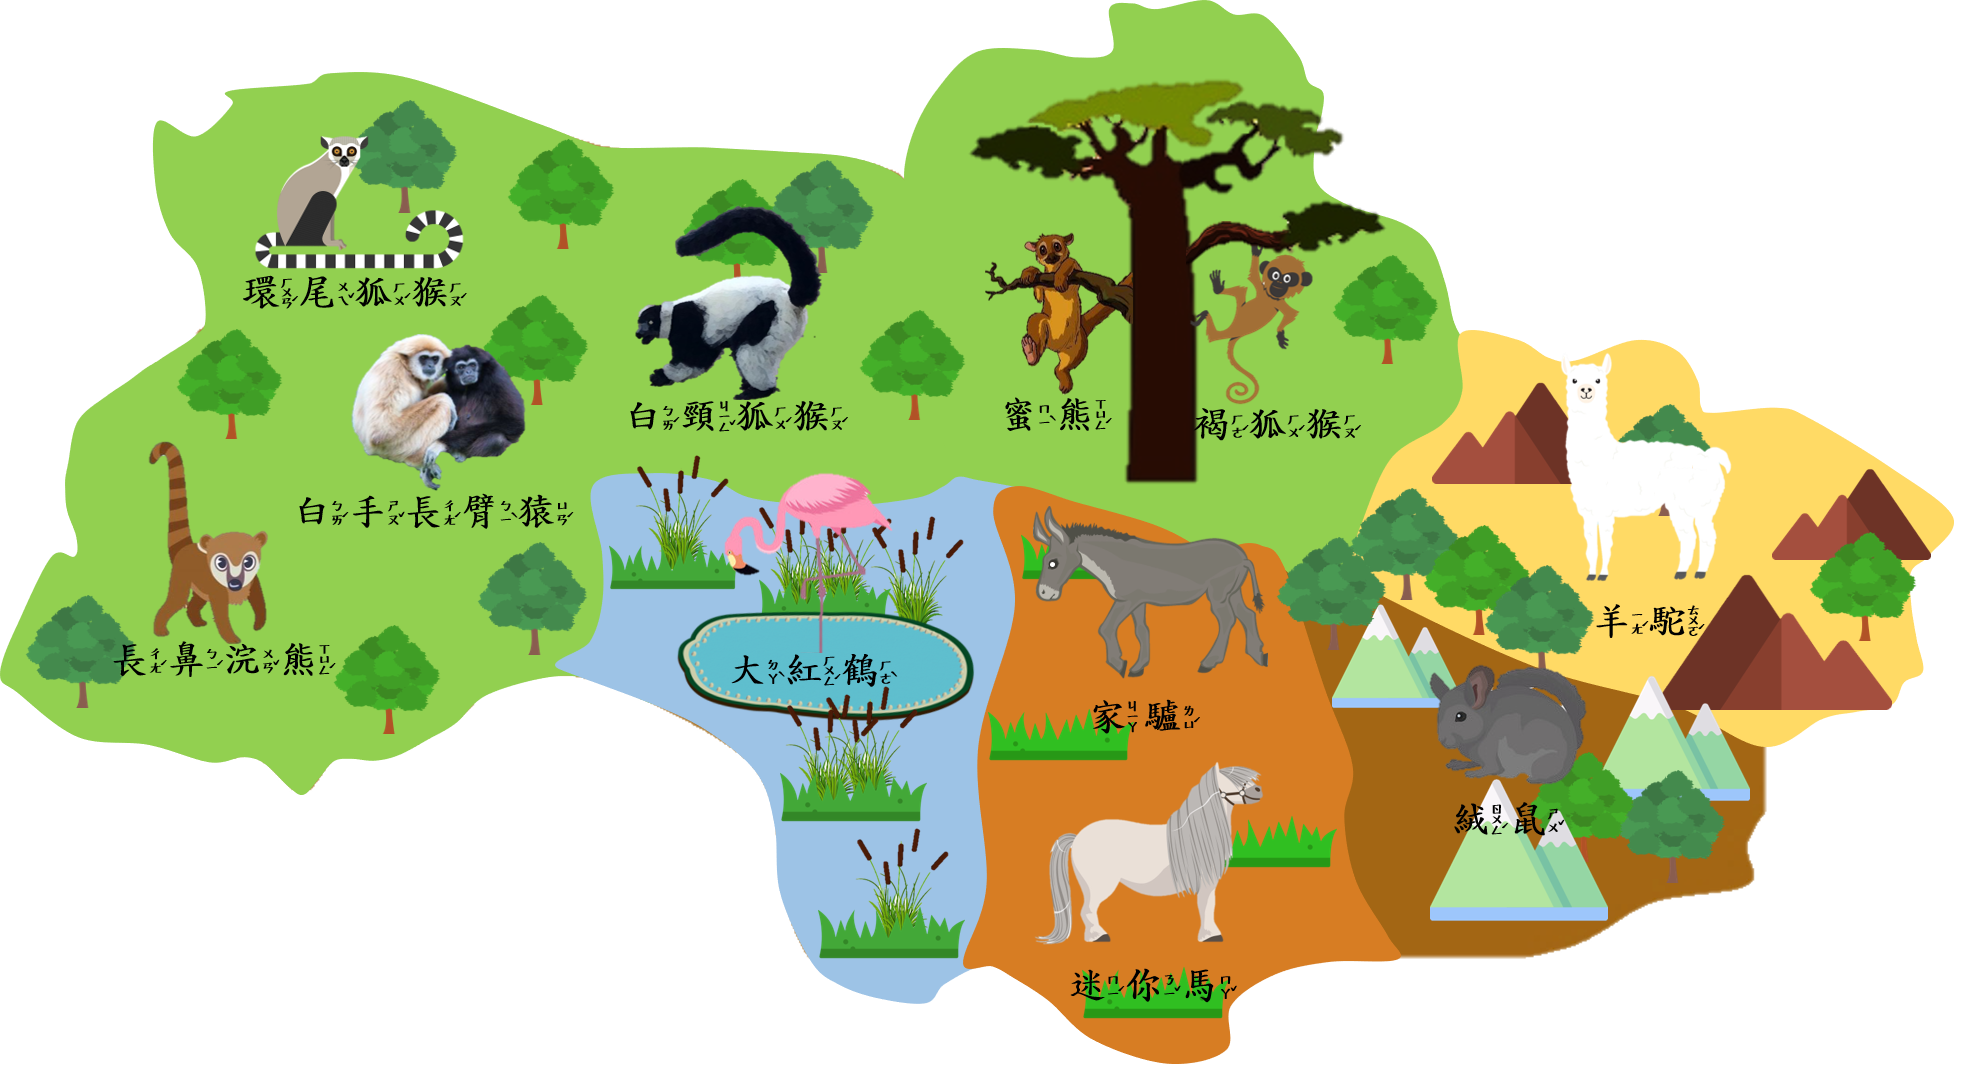 環ㄏㄨㄢˊ尾ㄨㄟˇ狐ㄏㄨˊ猴ㄏㄡˊ
白ㄅㄞˊ頸ㄐㄧㄥˇ狐ㄏㄨˊ猴ㄏㄡˊ
蜜ㄇㄧˋ熊ㄒㄩㄥˊ
褐ㄏㄜˊ狐ㄏㄨˊ猴ㄏㄡˊ
白ㄅㄞˊ手ㄕㄡˇ長ㄔㄤˊ臂ㄅㄧˋ猿ㄩㄢˊ
長ㄔㄤˊ鼻ㄅㄧˊ浣ㄨㄢˇ熊ㄒㄩㄥˊ
大ㄉㄚˋ紅ㄏㄨㄥˊ鶴ㄏㄜˋ
家ㄐㄧㄚ驢ㄌㄩˊ
羊ㄧㄤˊ駝ㄊㄨㄛˊ
絨ㄖㄨㄥˊ鼠ㄕㄨˇ
迷ㄇㄧˊ你ㄋㄧˇ馬ㄇㄚˇ